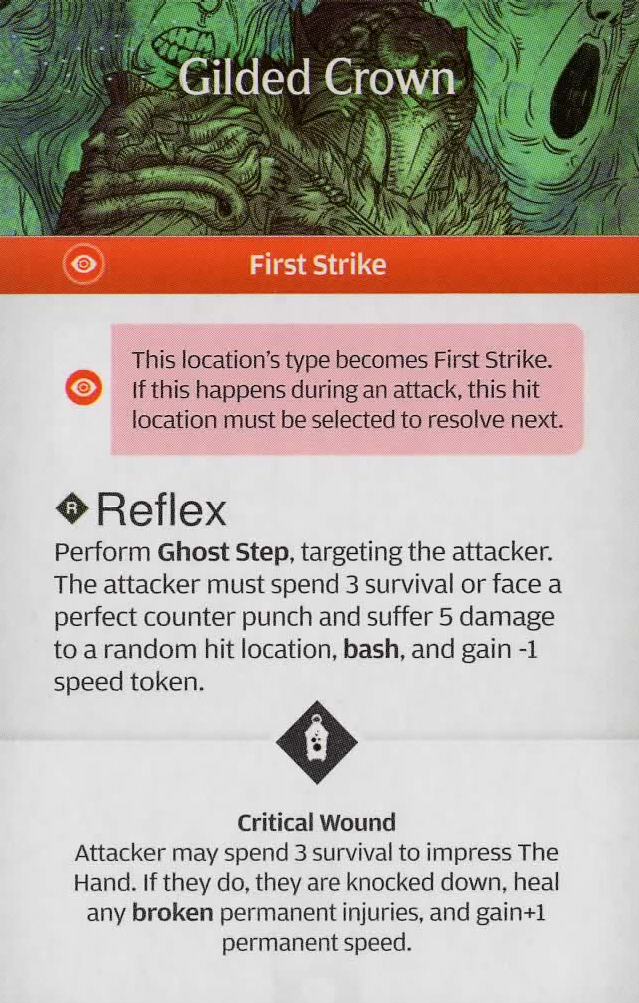 Gilded Crown
First Strike
This location's type becomes First Strike.
If this happens during an attack, this hit
location must be selected to resolve next.
R Reflex
Perform Ghost Step, targeting the attacker.
The attacker must spend 3 survival or face a
perfect counter punch and suffer 5 damage
to a random hit location, bash, and gain -1
speed token.
Critical Wound
Attacker may spend 3 survival to impress The
Hand. If they do, they are knocked down, heal
any broken permanent injuries, and gain+1
permanent speed.